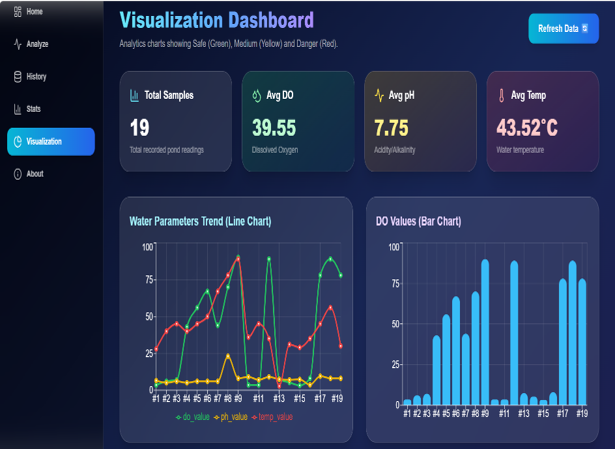 Home
Analyze
History
Stats
Visualization
About
Visualization Dashboard
Analytics charts showing Safe (Green), Medium (Yellow) and Danger (Red).
Refresh Data
Total Samples
19
Total recorded pond readings
Avg DO
39.55
Dissolved Oxygen
Avg pH
7.75
Acidity/Alkalinity
Avg Temp
43.52°C
Water temperature
Water Parameters Trend (Line Chart)
100
75
50
25
0
#1 #2 #3 #4 #5 #6 #7 #8 #9 #11 #13 #15 #17 #19
do_value ph_value temp_value
DO Values (Bar Chart)
100
75
50
25
0
#1 #2 #3 #4 #5 #6 #7 #8 #9 #11 #13 #15 #17 #19